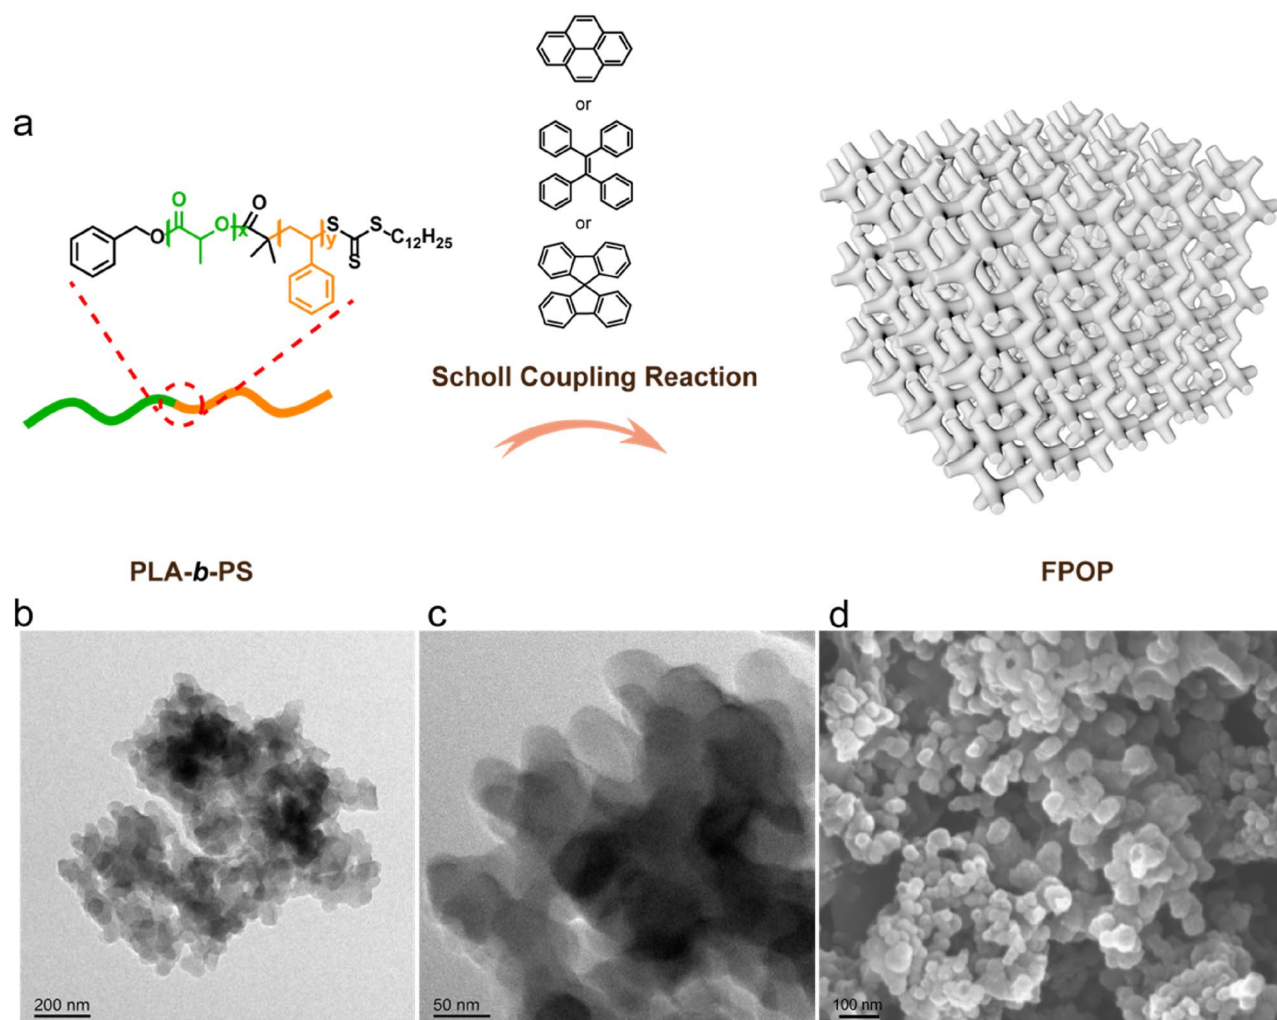 a
or
or
O
O
O
x
O
y
S
S
S
C12H25
Scholl Coupling Reaction
PLA-b-PS
FPOP
b
c
d
200 nm
50 nm
100 nm